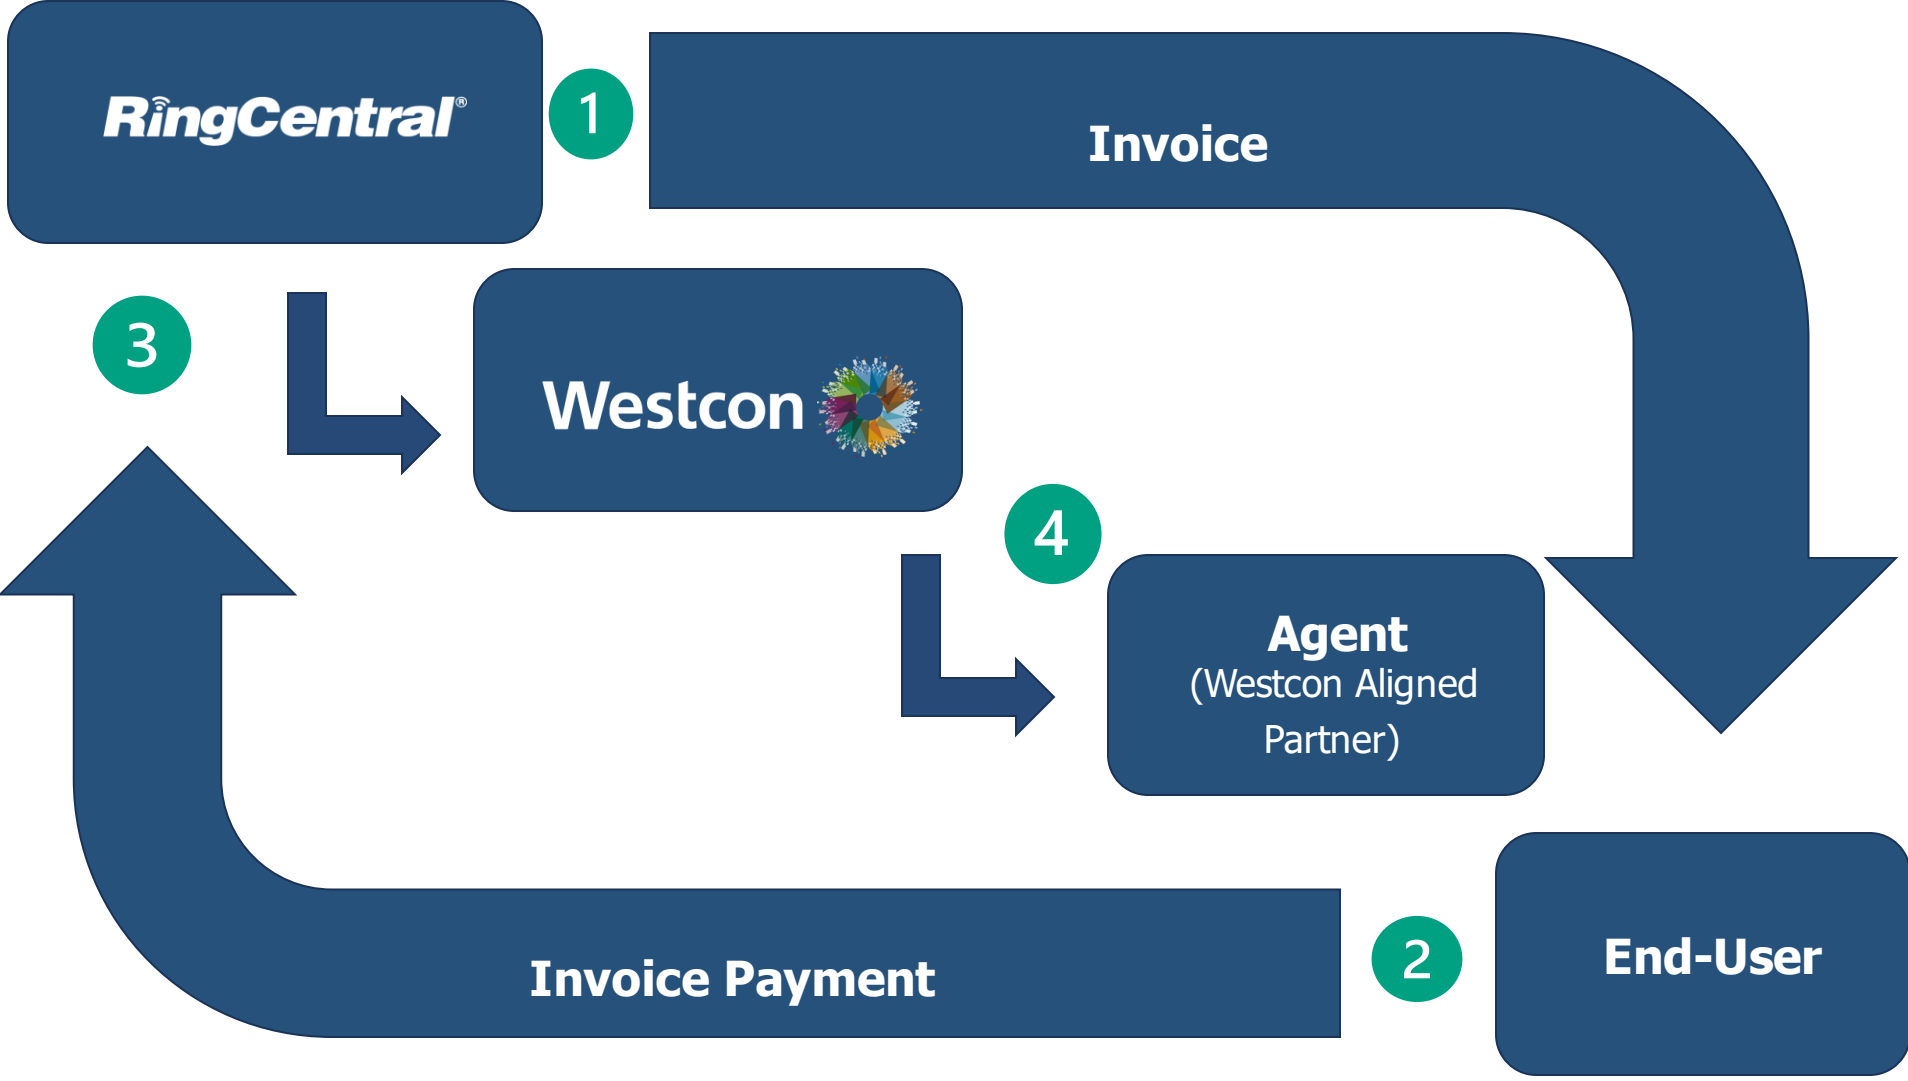 RingCentral®
1
Invoice
3
Westcon
4
Agent
(Westcon Aligned
Partner)
2
End-User
Invoice Payment